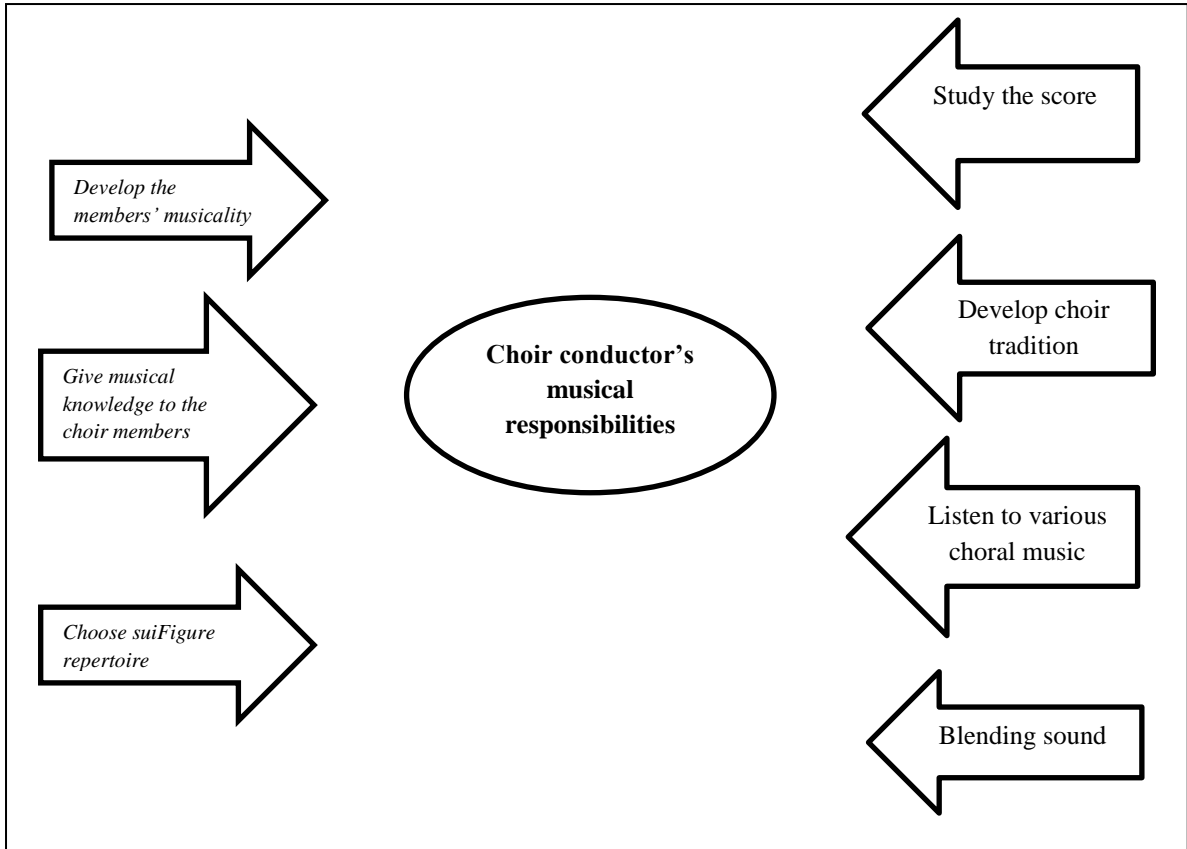 Develop the
members’ musicality
Give musical
knowledge to the
choir members
Choose suiFigure
repertoire
Choir conductor’s
musical
responsibilities
Study the score
Develop choir
tradition
Listen to various
choral music
Blending sound